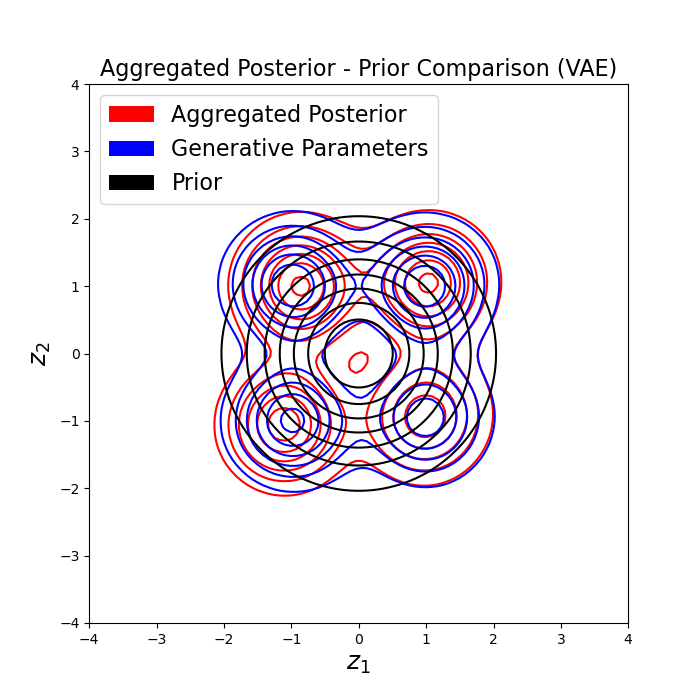 Aggregated Posterior - Prior Comparison (VAE)
Aggregated Posterior
Generative Parameters
Prior
4
3
2
1
0
−1
−2
−3
−4
z₂
−4 −3 −2 −1 0 1 2 3 4
z₁